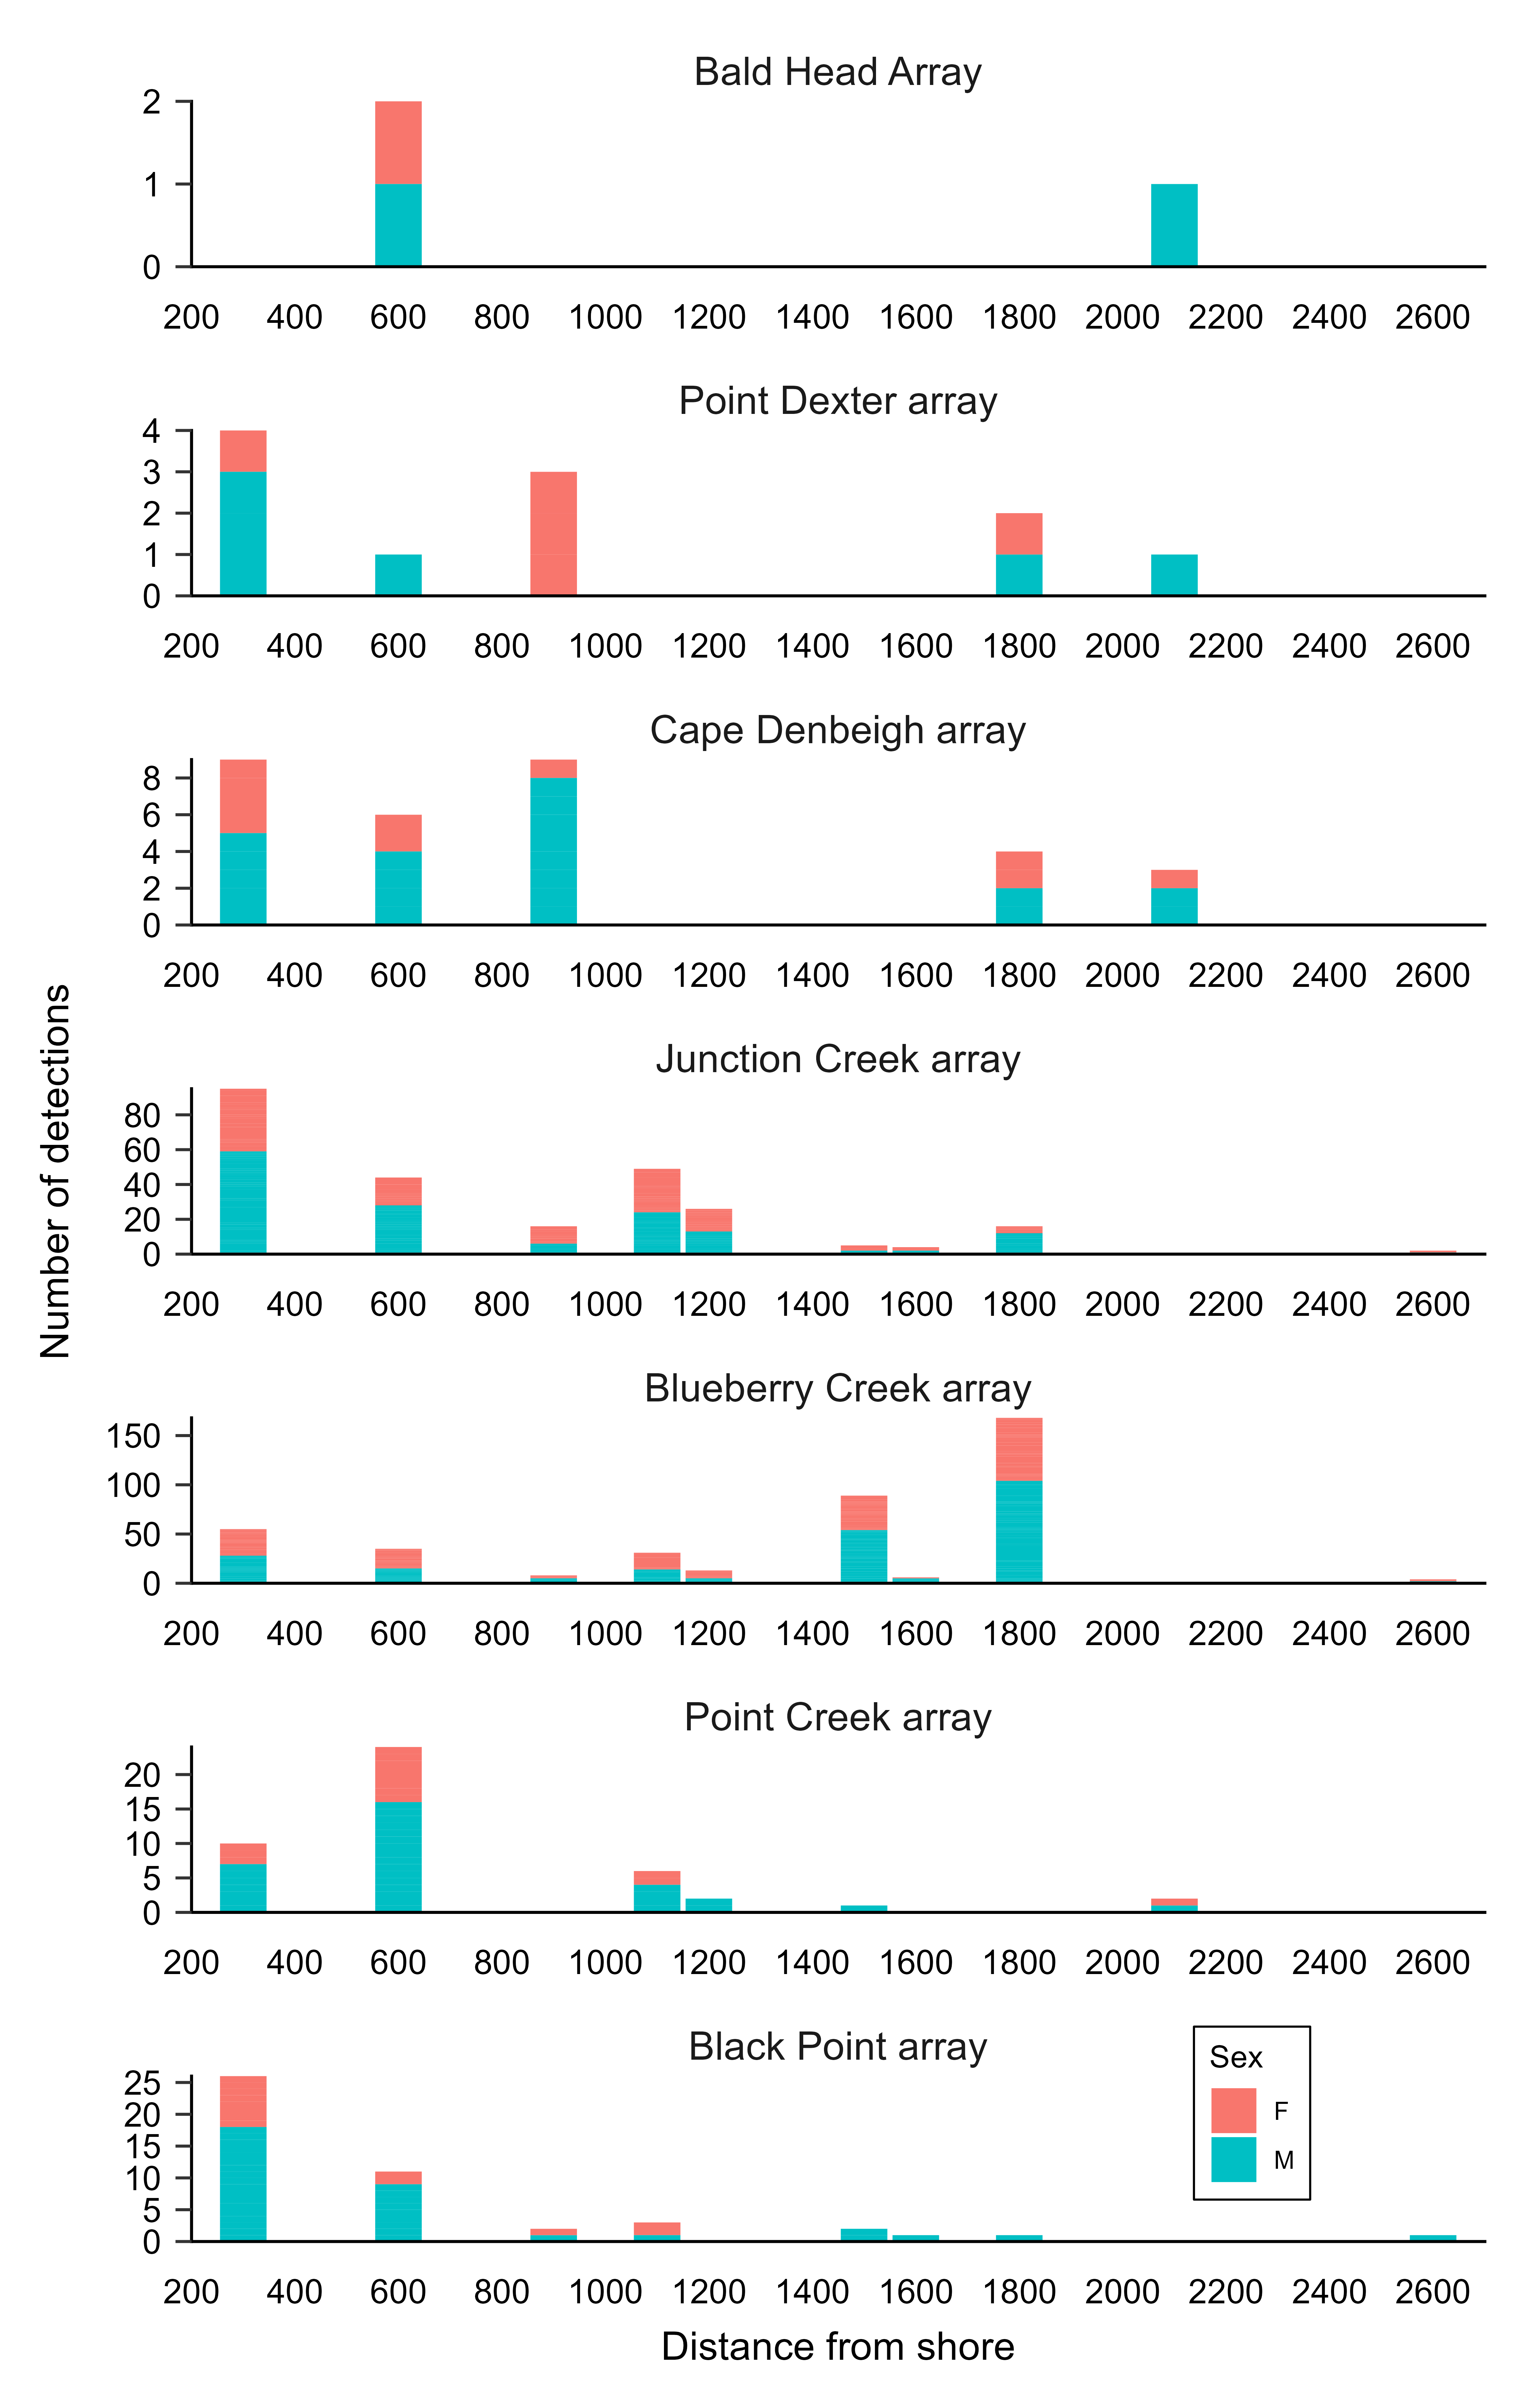 Bald Head Array
2
1
0
200 400 600 800 1000 1200 1400 1600 1800 2000 2200 2400 2600
Point Dexter array
4
3
2
1
0
200 400 600 800 1000 1200 1400 1600 1800 2000 2200 2400 2600
Cape Denbeigh array
8
6
4
2
0
200 400 600 800 1000 1200 1400 1600 1800 2000 2200 2400 2600
Number of detections
Junction Creek array
80
60
40
20
0
200 400 600 800 1000 1200 1400 1600 1800 2000 2200 2400 2600
Blueberry Creek array
150
100
50
0
200 400 600 800 1000 1200 1400 1600 1800 2000 2200 2400 2600
Point Creek array
20
15
10
5
0
200 400 600 800 1000 1200 1400 1600 1800 2000 2200 2400 2600
Black Point array
25
20
15
10
5
0
Sex
F
M
200 400 600 800 1000 1200 1400 1600 1800 2000 2200 2400 2600
Distance from shore